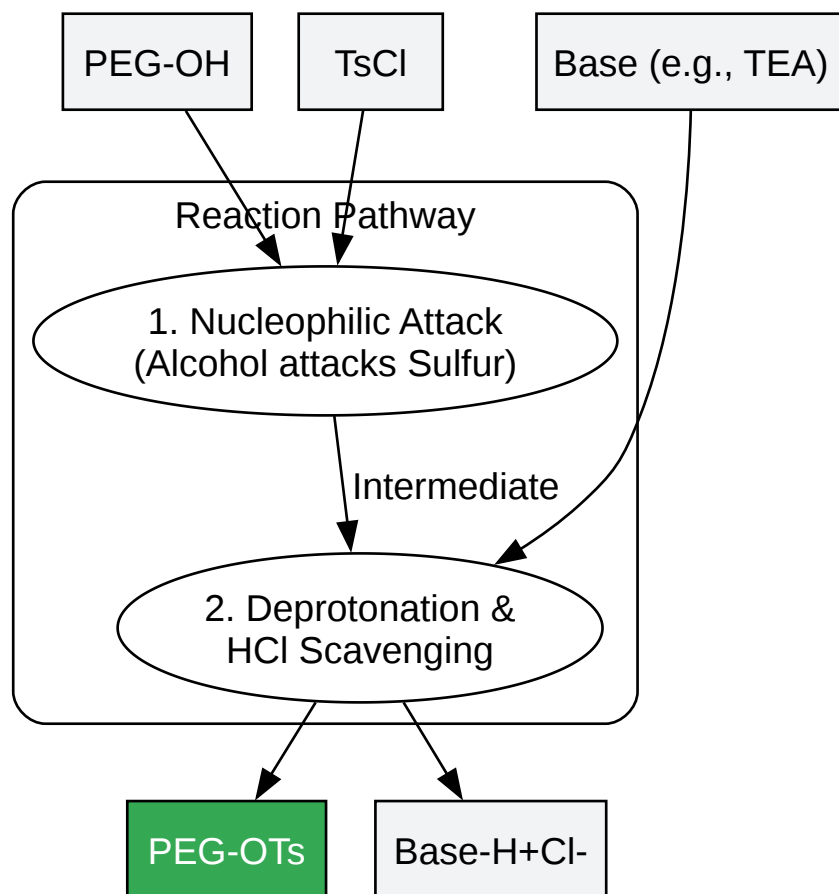 PEG-OH
TsCl
Base (e.g., TEA)
Reaction Pathway
1. Nucleophilic Attack
(Alcohol attacks Sulfur)
Intermediate
2. Deprotonation &
HCl Scavenging
PEG-OTs
Base-H+Cl-